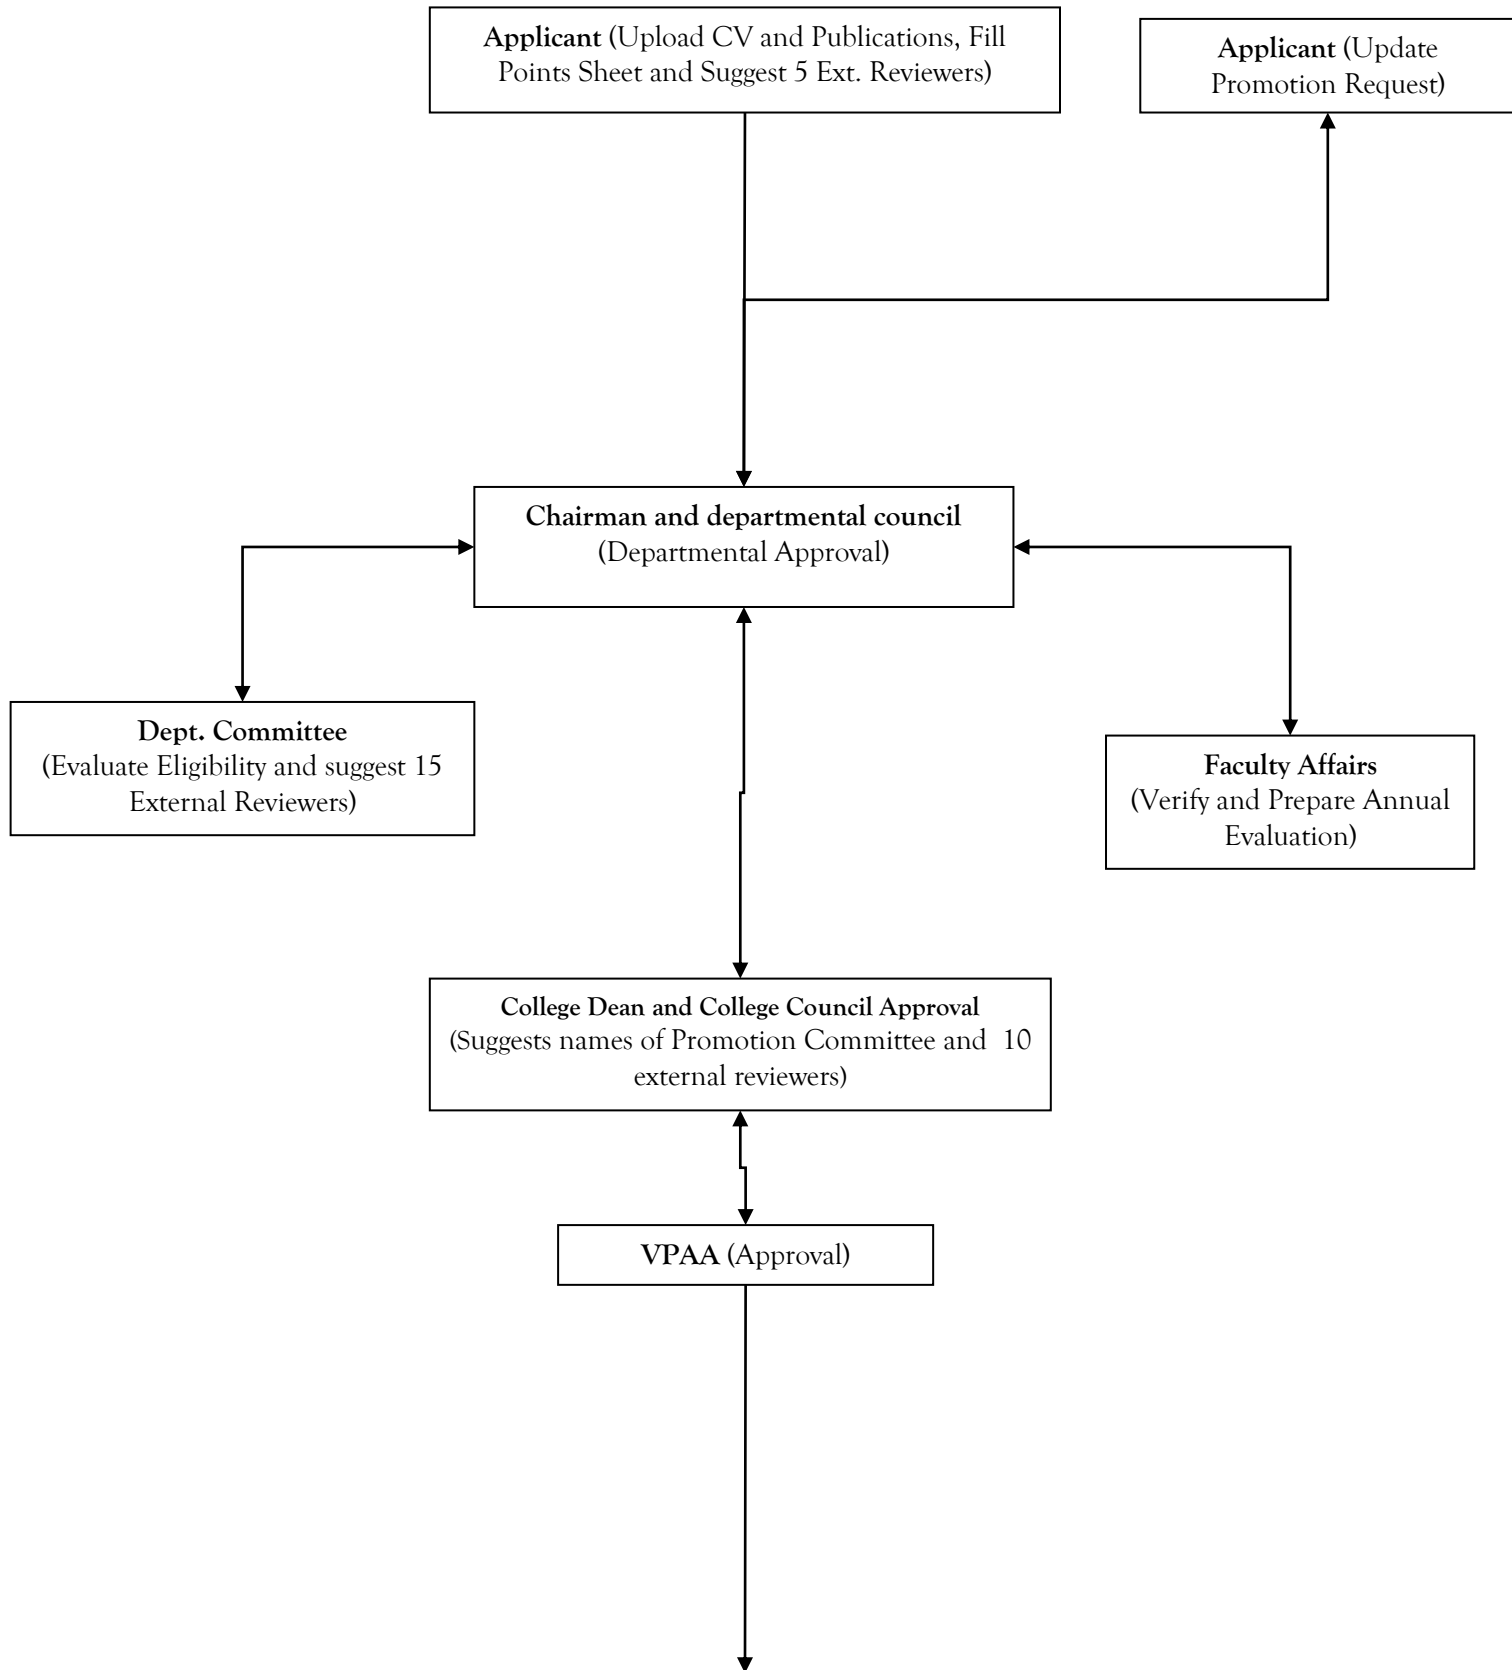 Applicant (Upload CV and Publications, Fill
Points Sheet and Suggest 5 Ext. Reviewers)
Applicant (Update
Promotion Request)
Chairman and departmental council
(Departmental Approval)
Dept. Committee
(Evaluate Eligibility and suggest 15
External Reviewers)
Faculty Affairs
(Verify and Prepare Annual
Evaluation)
College Dean and College Council Approval
(Suggests names of Promotion Committee and  10
external reviewers)
VPAA (Approval)